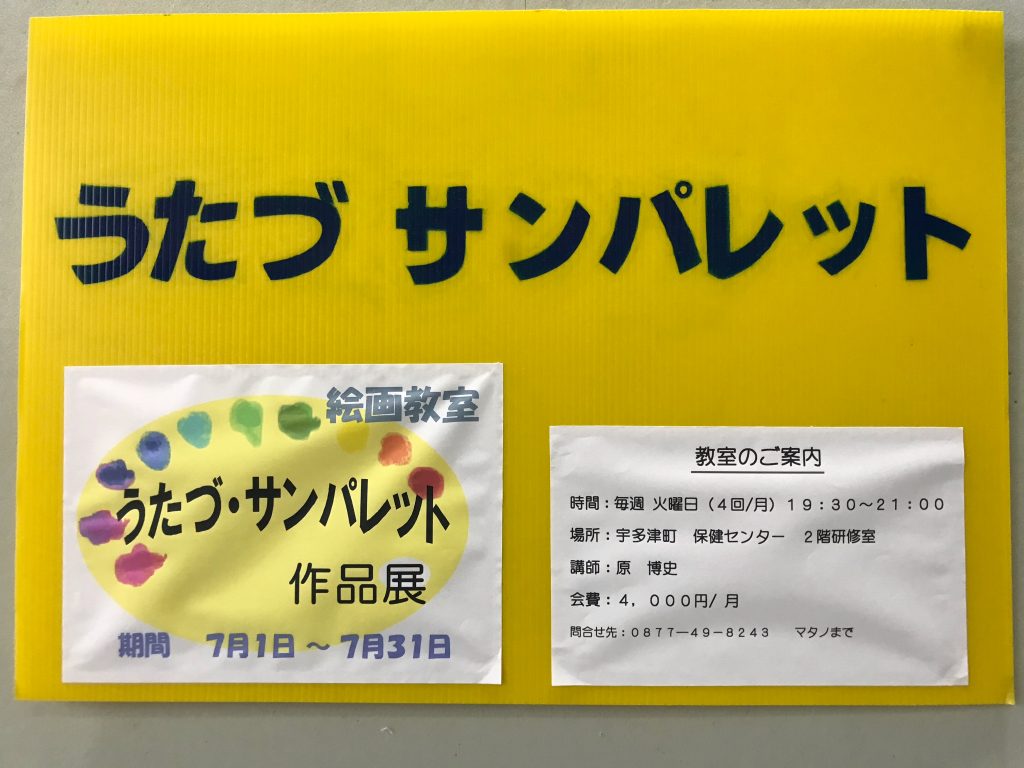 うたづ サンパレット
絵画教室
うたづ・サンパレット
作品展
期間 7月1日 ～ 7月31日
教室のご案内
時間：毎週 火曜日（4回/月）１９：３０～２１：００
場所：宇多津町 保健センター ２階研修室
講師：原 博史
会費：４，０００円/ 月
問合せ先：０８７７―４９－８２４３ マタノまで